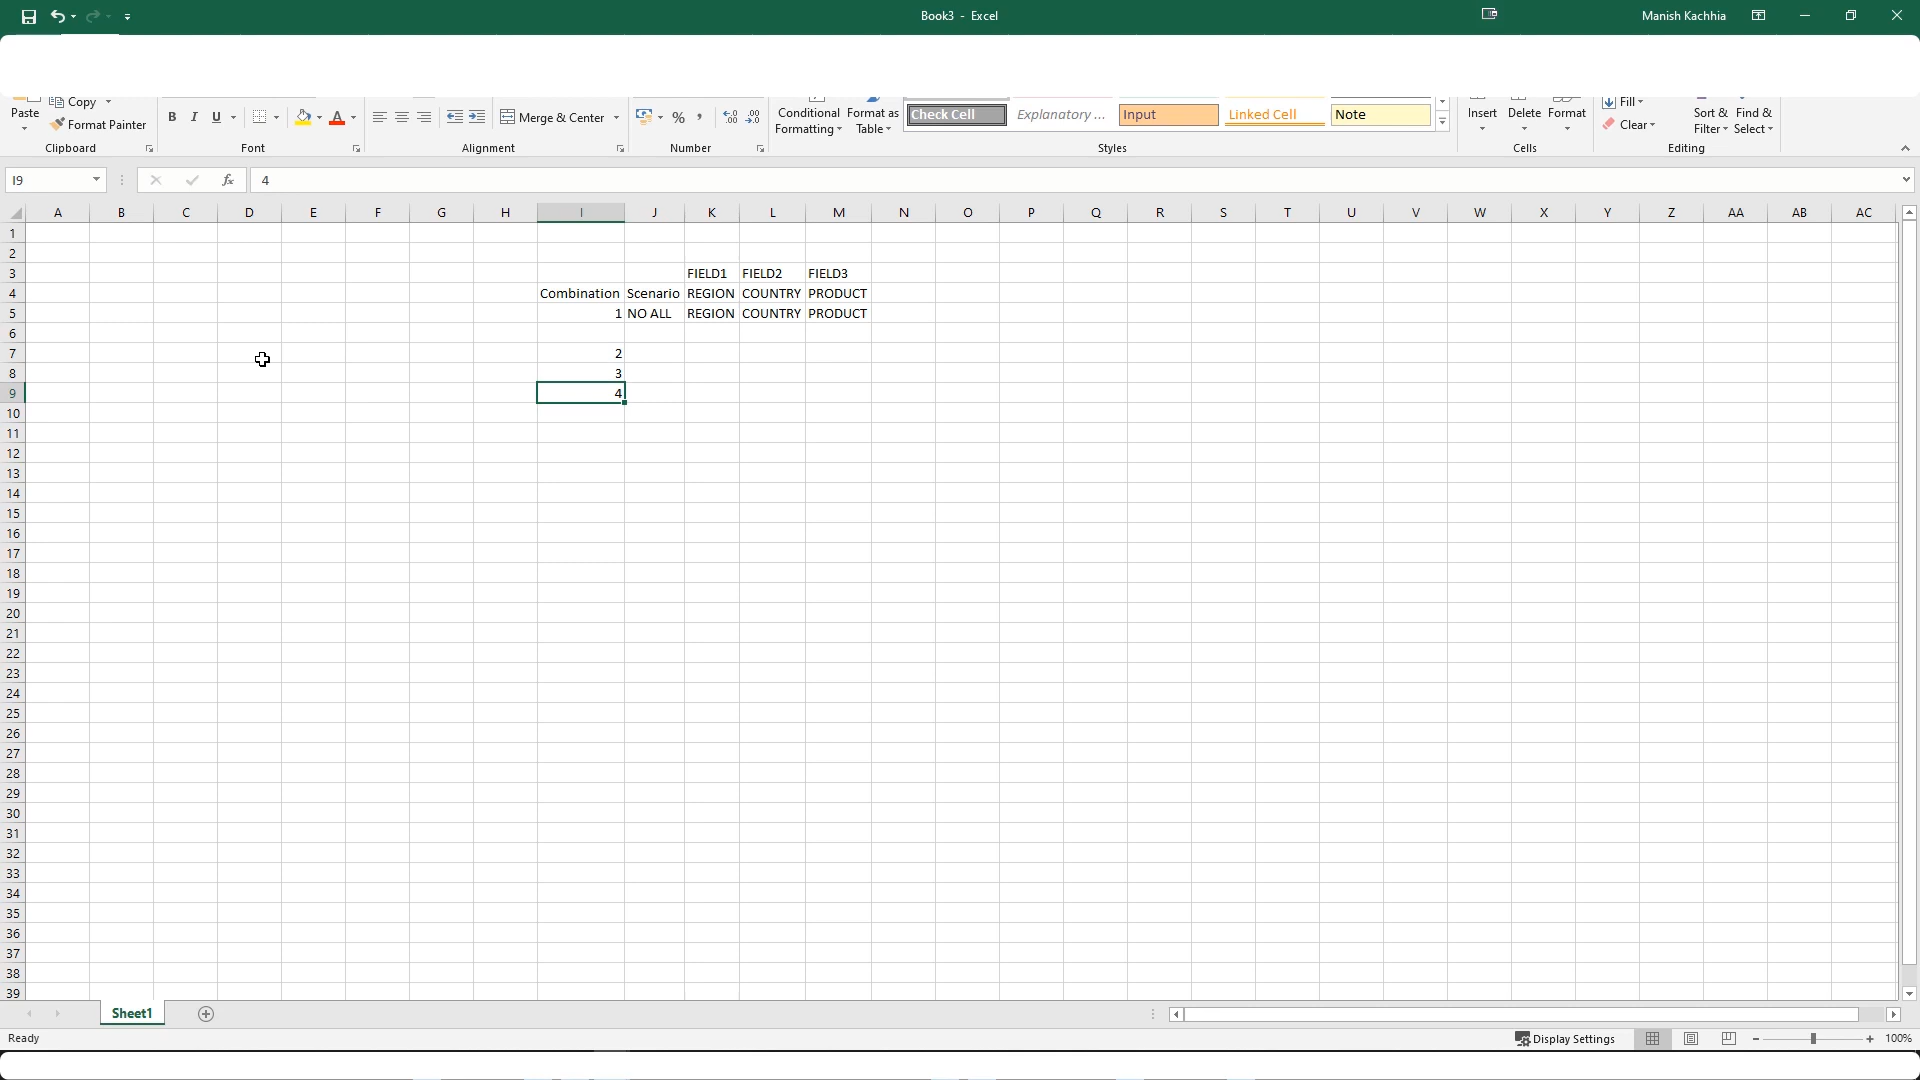 Book3 - Excel
Manish Kachhia
Paste
Copy
Format Painter
B I U
Merge & Center
%
Conditional Formatting
Format as Table
Check Cell
Explanatory ...
Input
Linked Cell
Note
Insert
Delete
Format
Fill
Clear
Sort & Filter
Find & Select
Clipboard
Font
Alignment
Number
Styles
Cells
Editing
I9
fx
4
A B C D E F G H I J K L M N O P Q R S T U V W X Y Z AA AB AC
1
2
3 FIELD1 FIELD2 FIELD3
4 Combination Scenario REGION COUNTRY PRODUCT
5 1 NO ALL REGION COUNTRY PRODUCT
6
7 2
8 3
9 4
10
11
12
13
14
15
16
17
18
19
20
21
22
23
24
25
26
27
28
29
30
31
32
33
34
35
36
37
38
39
Sheet1
Ready
Display Settings
100%